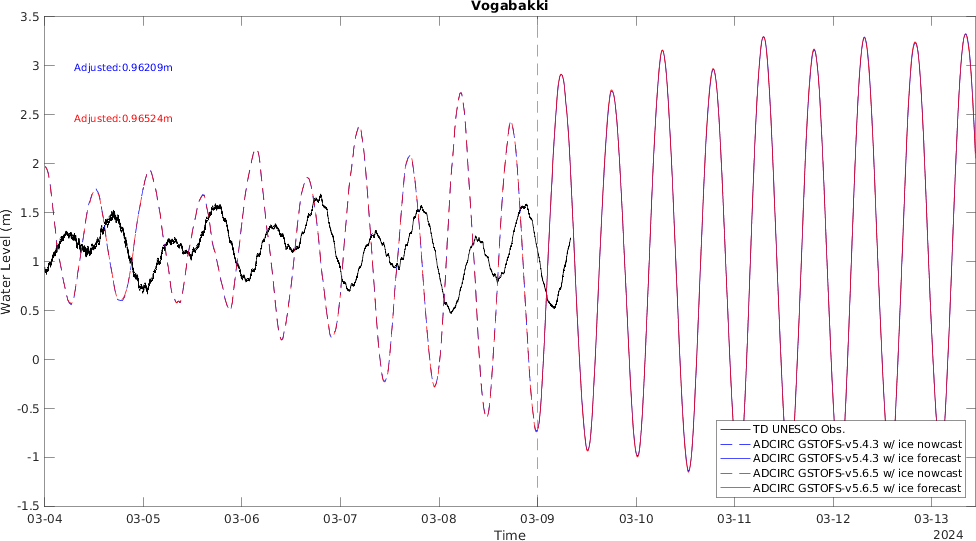 Vogabakki
3.5
3
2.5
2
1.5
1
0.5
0
-0.5
-1
-1.5
Water Level (m)
Adjusted:0.96209m
Adjusted:0.96524m
TD UNESCO Obs.
ADCIRC GSTOFS-v5.4.3 w/ ice nowcast
ADCIRC GSTOFS-v5.4.3 w/ ice forecast
ADCIRC GSTOFS-v5.6.5 w/ ice nowcast
ADCIRC GSTOFS-v5.6.5 w/ ice forecast
03-04 03-05 03-06 03-07 03-08 03-09 03-10 03-11 03-12 03-13
Time
2024